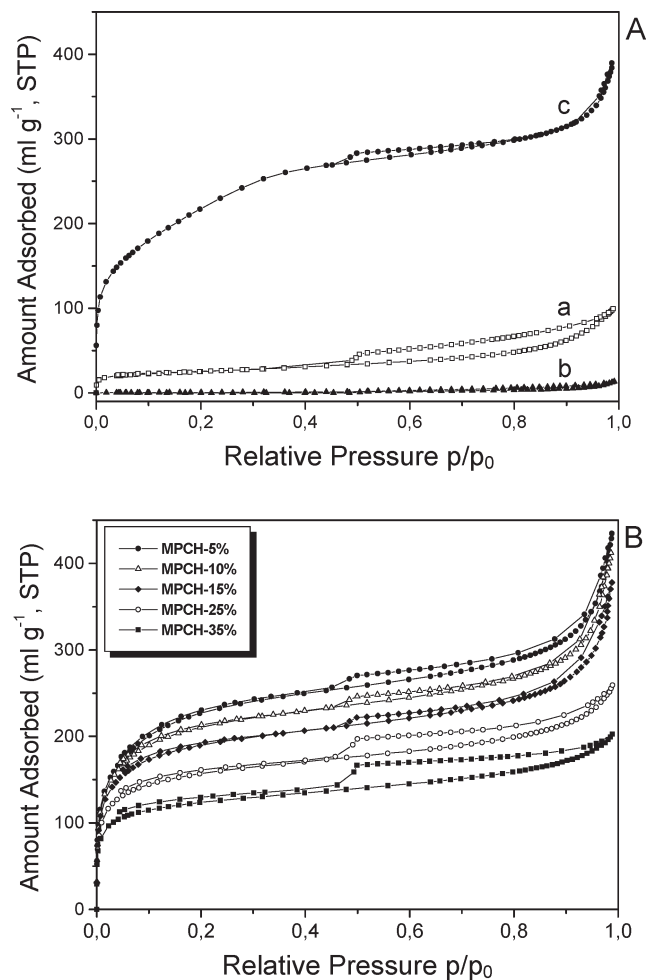 A
400
300
200
100
0
Amount Adsorbed (ml g⁻¹, STP)
c
a
b
0,0 0,2 0,4 0,6 0,8 1,0
Relative Pressure p/p₀
B
MPCH-5%
MPCH-10%
MPCH-15%
MPCH-25%
MPCH-35%
400
300
200
100
0
Amount Adsorbed (ml g⁻¹, STP)
0,0 0,2 0,4 0,6 0,8 1,0
Relative Pressure p/p₀